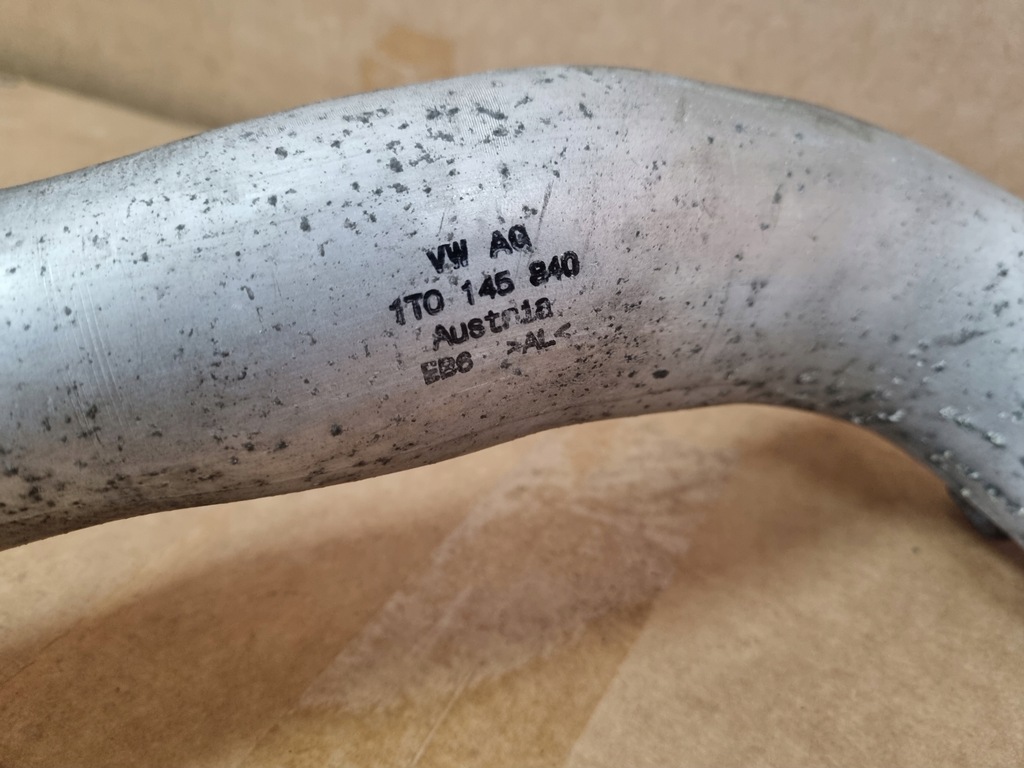 VW AG
1T0 145 840
Austria
EB6 >AL<